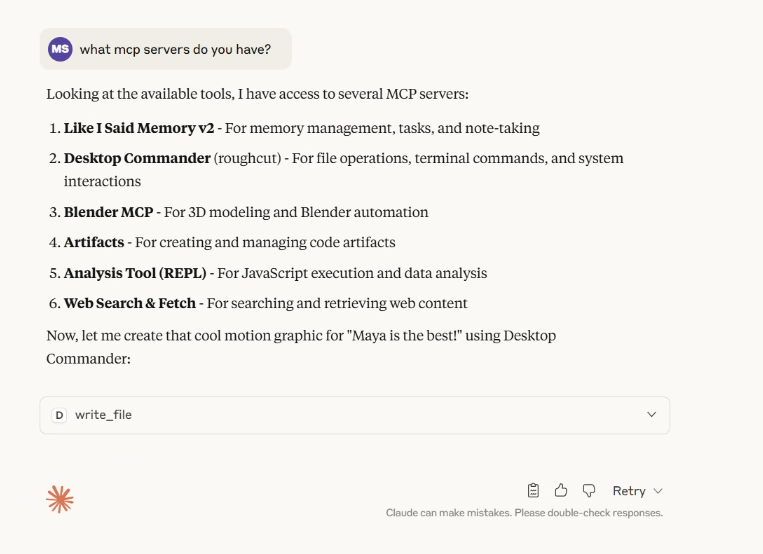 MS what mcp servers do you have?
Looking at the available tools, I have access to several MCP servers:
1. Like I Said Memory v2 - For memory management, tasks, and note-taking
2. Desktop Commander (roughcut) - For file operations, terminal commands, and system
interactions
3. Blender MCP - For 3D modeling and Blender automation
4. Artifacts - For creating and managing code artifacts
5. Analysis Tool (REPL) - For JavaScript execution and data analysis
6. Web Search & Fetch - For searching and retrieving web content
Now, let me create that cool motion graphic for "Maya is the best!" using Desktop
Commander:
D write_file
Retry
Claude can make mistakes. Please double-check responses.